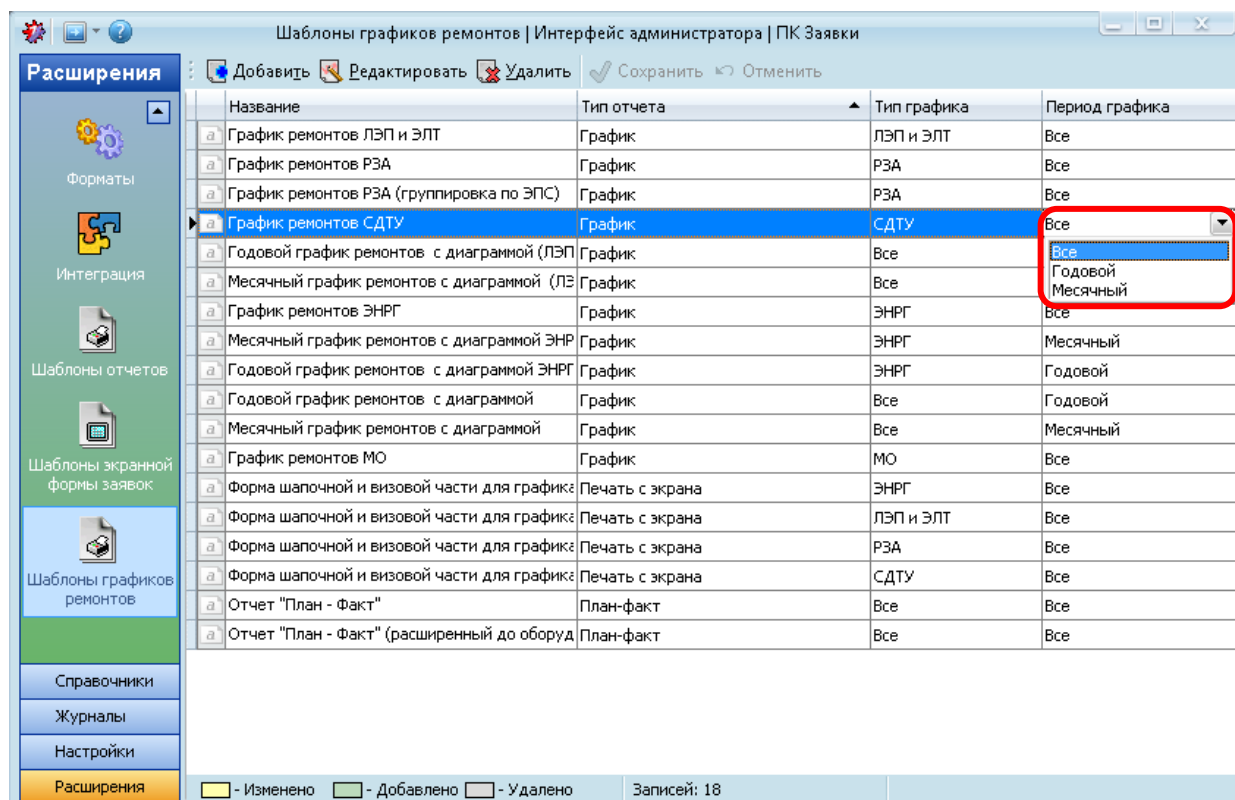 Шаблоны графиков ремонтов | Интерфейс администратора | ПК Заявки
Расширения
Добавить Редактировать Удалить Сохранить Отменить
Название Тип отчета Тип графика Период графика
График ремонтов ЛЭП и ЭЛТ График ЛЭП и ЭЛТ Все
График ремонтов РЗА График РЗА Все
График ремонтов РЗА (группировка по ЭПС) График РЗА Все
График ремонтов СДТУ График СДТУ Все
Годовой график ремонтов с диаграммой (ЛЭП График Все
Все
Годовой
Месячный
Месячный график ремонтов с диаграммой (ЛЭ График Все
График ремонтов ЭНРГ График ЭНРГ Все
Месячный график ремонтов с диаграммой ЭНР График ЭНРГ Месячный
Годовой график ремонтов с диаграммой ЭНРГ График ЭНРГ Годовой
Годовой график ремонтов с диаграммой График Все Годовой
Месячный график ремонтов с диаграммой График Все Месячный
График ремонтов МО График МО Все
Форма шапочной и визовой части для графика Печать с экрана ЭНРГ Все
Форма шапочной и визовой части для графика Печать с экрана ЛЭП и ЭЛТ Все
Форма шапочной и визовой части для графика Печать с экрана РЗА Все
Форма шапочной и визовой части для графика Печать с экрана СДТУ Все
Отчет "План - Факт" План-факт Все Все
Отчет "План - Факт" (расширенный до оборуд План-факт Все Все
Форматы
Интеграция
Шаблоны отчетов
Шаблоны экранной
формы заявок
Шаблоны графиков
ремонтов
Справочники
Журналы
Настройки
Расширения
- Изменено - Добавлено - Удалено Записей: 18